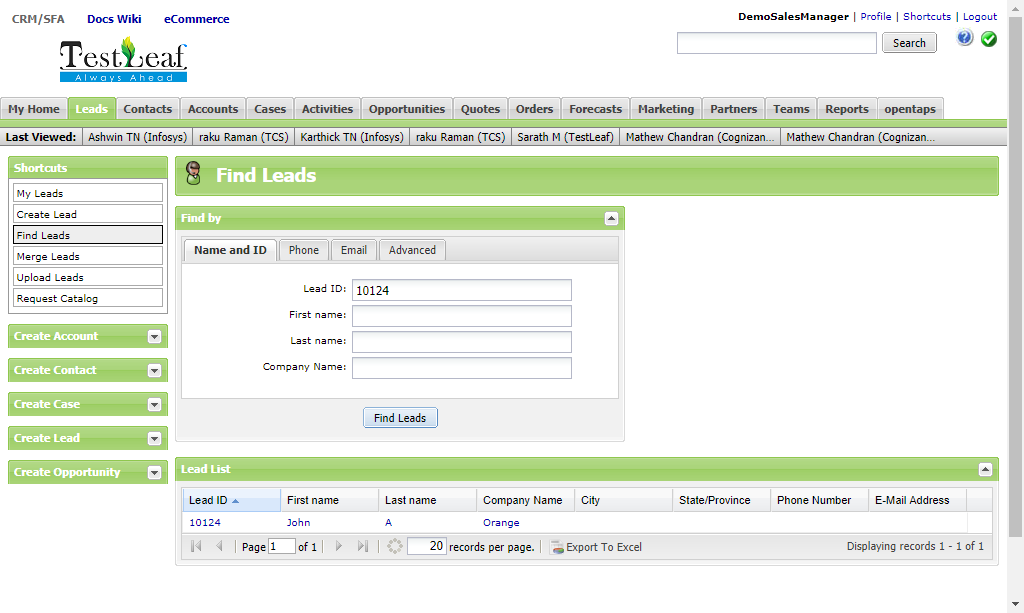 CRM/SFA Docs Wiki eCommerce
DemoSalesManager | Profile | Shortcuts | Logout
TestLeaf
Always Ahead
Search
My Home Leads Contacts Accounts Cases Activities Opportunities Quotes Orders Forecasts Marketing Partners Teams Reports opentaps
Last Viewed: Ashwin TN (Infosys) raku Raman (TCS) Karthick TN (Infosys) raku Raman (TCS) Sarath M (TestLeaf) Mathew Chandran (Cognizan... Mathew Chandran (Cognizan...
Shortcuts
My Leads
Create Lead
Find Leads
Merge Leads
Upload Leads
Request Catalog
Create Account
Create Contact
Create Case
Create Lead
Create Opportunity
Find Leads
Find by
Name and ID Phone Email Advanced
Lead ID: 10124
First name:
Last name:
Company Name:
Find Leads
Lead List
Lead ID First name Last name Company Name City State/Province Phone Number E-Mail Address
10124 John A Orange
Page 1 of 1 20 records per page. Export To Excel Displaying records 1 - 1 of 1